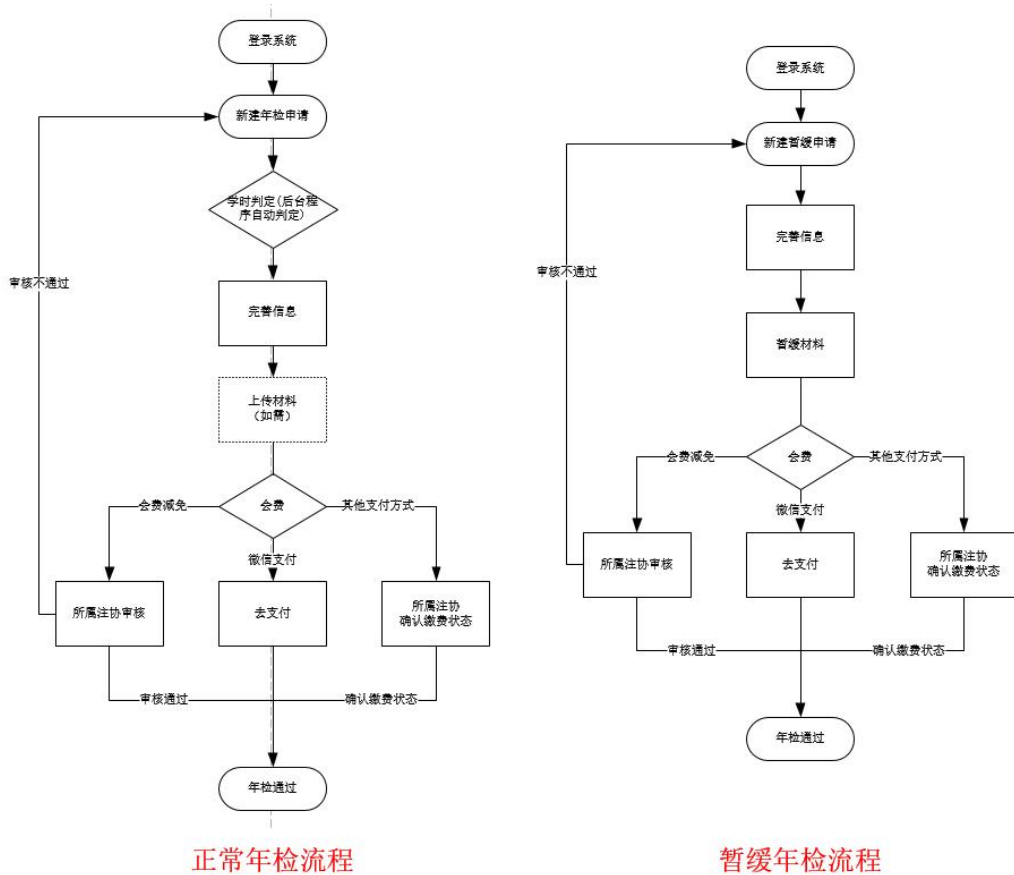 登录系统
新建年检申请
学时判定(后台程
序自动判定)
审核不通过
完善信息
上传材料
(如需)
会费减免
会费
其他支付方式
微信支付
所属注协审核
去支付
所属注协
确认缴费状态
审核通过
确认缴费状态
年检通过
正常年检流程
登录系统
新建暂缓申请
完善信息
审核不通过
暂缓材料
会费减免
会费
其他支付方式
微信支付
所属注协审核
去支付
所属注协
确认缴费状态
审核通过
确认缴费状态
年检通过
暂缓年检流程